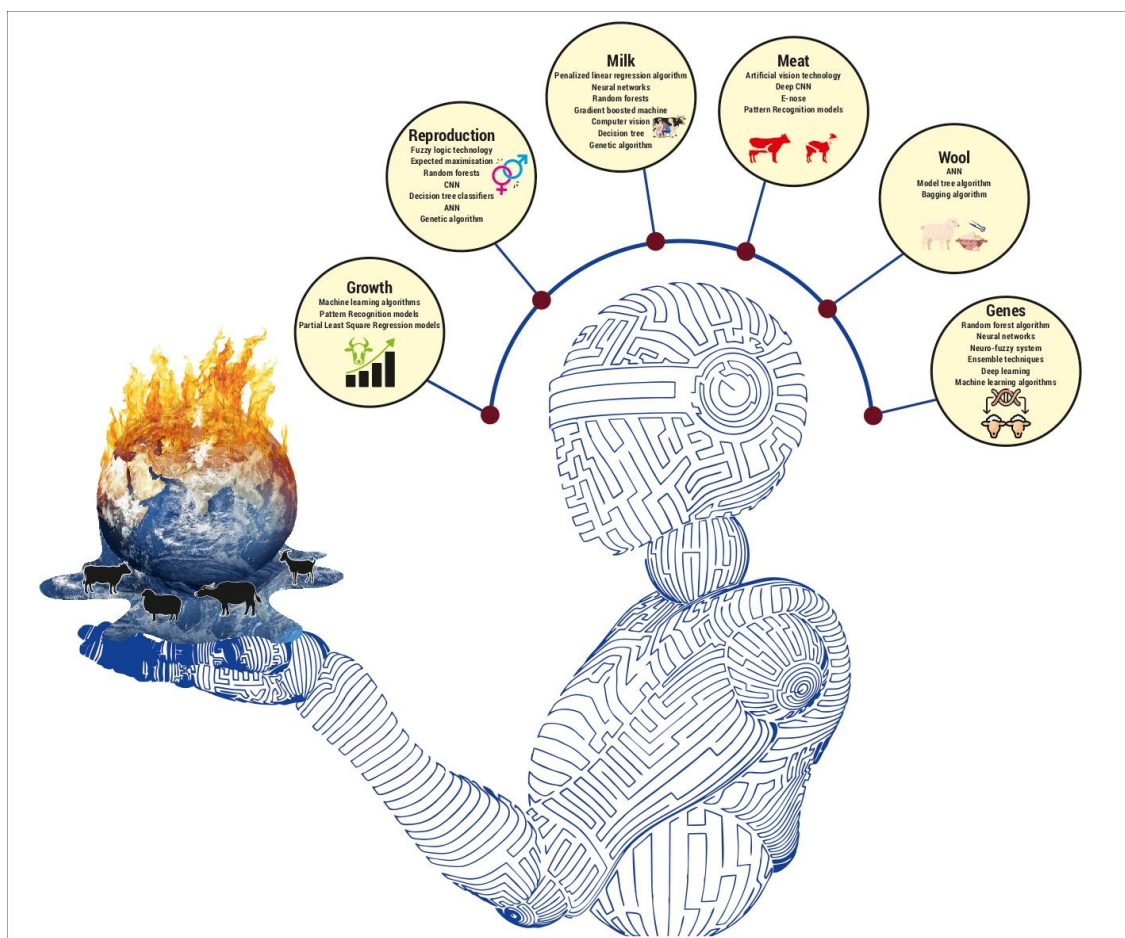 Growth
Machine learning algorithms
Pattern Recognition models
Partial Least Square Regression models
Reproduction
Fuzzy logic technology
Expected maximisation
Random forests
CNN
Decision tree classifiers
ANN
Genetic algorithm
Milk
Penalized linear regression algorithm
Neural networks
Random forests
Gradient boosted machine
Computer vision
Decision tree
Genetic algorithm
Meat
Artificial vision technology
Deep CNN
E-nose
Pattern Recognition models
Wool
ANN
Model tree algorithm
Bagging algorithm
Genes
Random forest algorithm
Neural networks
Neuro-fuzzy system
Ensemble techniques
Deep learning
Machine learning algorithms